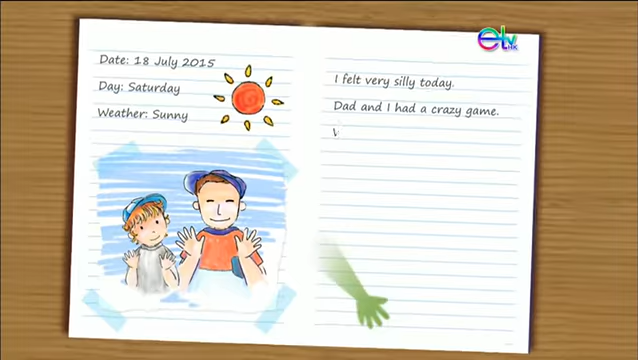 Date: 18 July 2015
Day: Saturday
Weather: Sunny
I felt very silly today.
Dad and I had a crazy game.